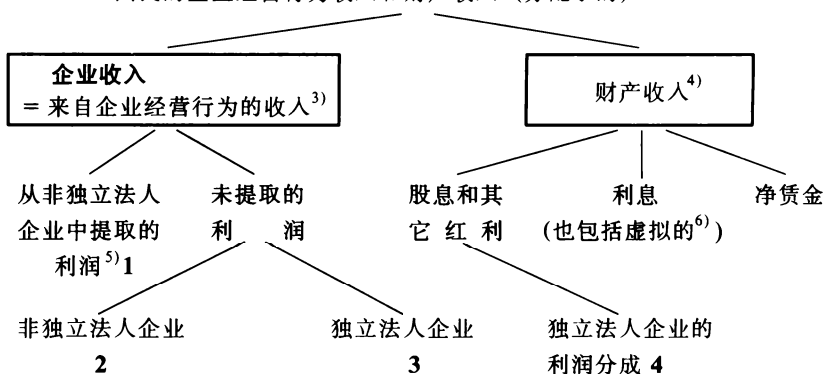 企业收入
= 来自企业经营行为的收入3)
财产收入4)
从非独立法人
企业中提取的
利润5)1
未提取的
利 润
股息和其
它 红 利
利息
(也包括虚拟的6))
净赁金
非独立法人企业
2
独立法人企业
3
独立法人企业的
利润分成 4